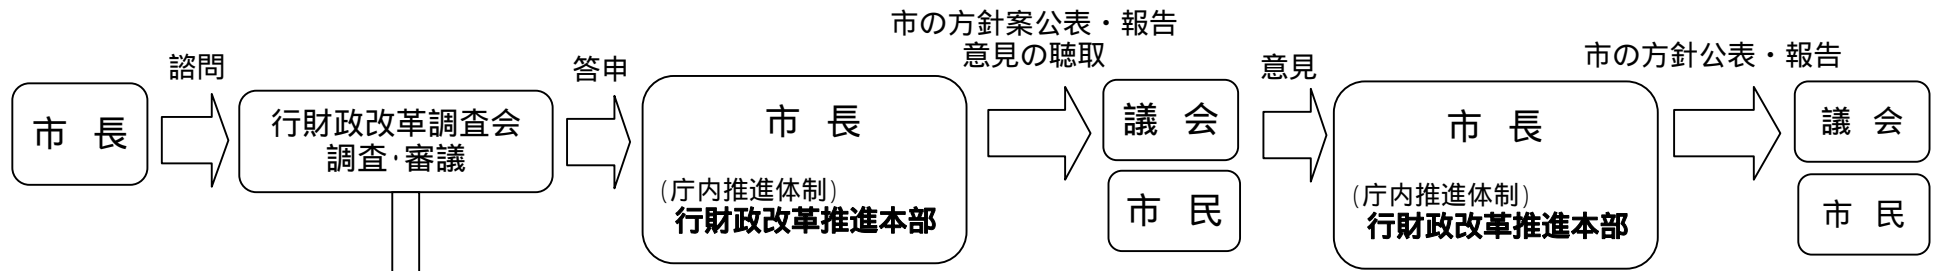 市 長
諮問
行財政改革調査会
調査・審議
答申
市 長
(庁内推進体制)
行財政改革推進本部
市の方針案公表・報告
意見の聴取
議 会
市 民
意見
市 長
(庁内推進体制)
行財政改革推進本部
市の方針公表・報告
議 会
市 民